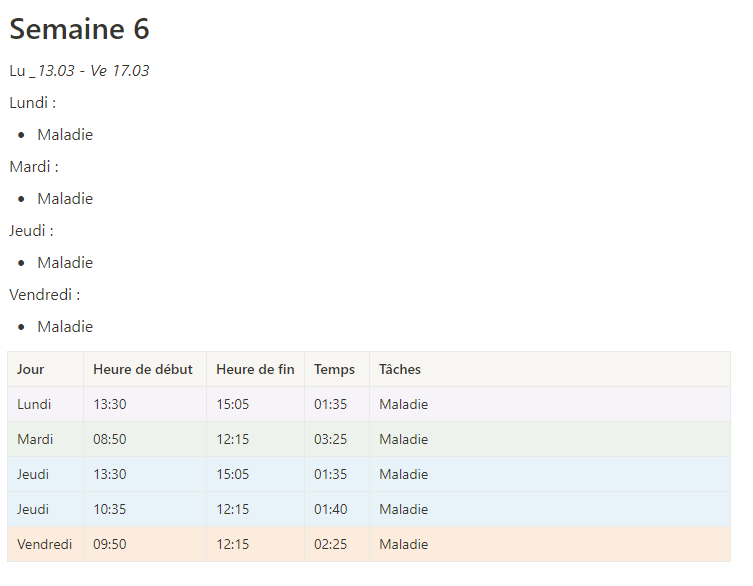 Semaine 6
Lu _13.03 - Ve 17.03
Lundi :
• Maladie
Mardi :
• Maladie
Jeudi :
• Maladie
Vendredi :
• Maladie
Jour Heure de début Heure de fin Temps Tâches
Lundi 13:30 15:05 01:35 Maladie
Mardi 08:50 12:15 03:25 Maladie
Jeudi 13:30 15:05 01:35 Maladie
Jeudi 10:35 12:15 01:40 Maladie
Vendredi 09:50 12:15 02:25 Maladie